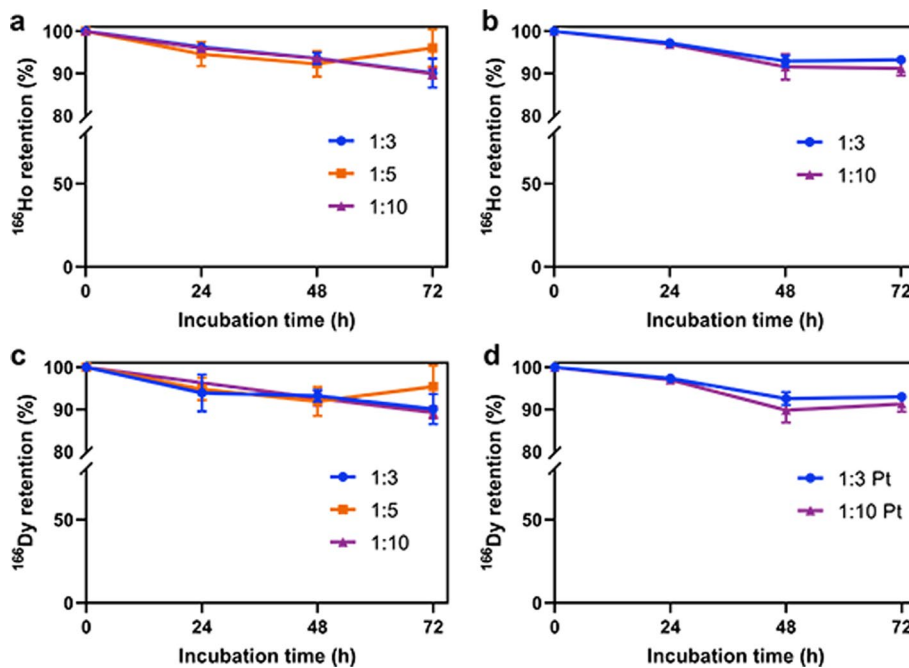 a
100
90
80
50
0
¹⁶⁶Ho retention (%)
1:3
1:5
1:10
0 24 48 72
Incubation time (h)
b
100
90
80
50
0
¹⁶⁶Ho retention (%)
1:3
1:10
0 24 48 72
Incubation time (h)
c
100
90
80
50
0
¹⁶⁶Dy retention (%)
1:3
1:5
1:10
0 24 48 72
Incubation time (h)
d
100
90
80
50
0
¹⁶⁶Dy retention (%)
1:3 Pt
1:10 Pt
0 24 48 72
Incubation time (h)